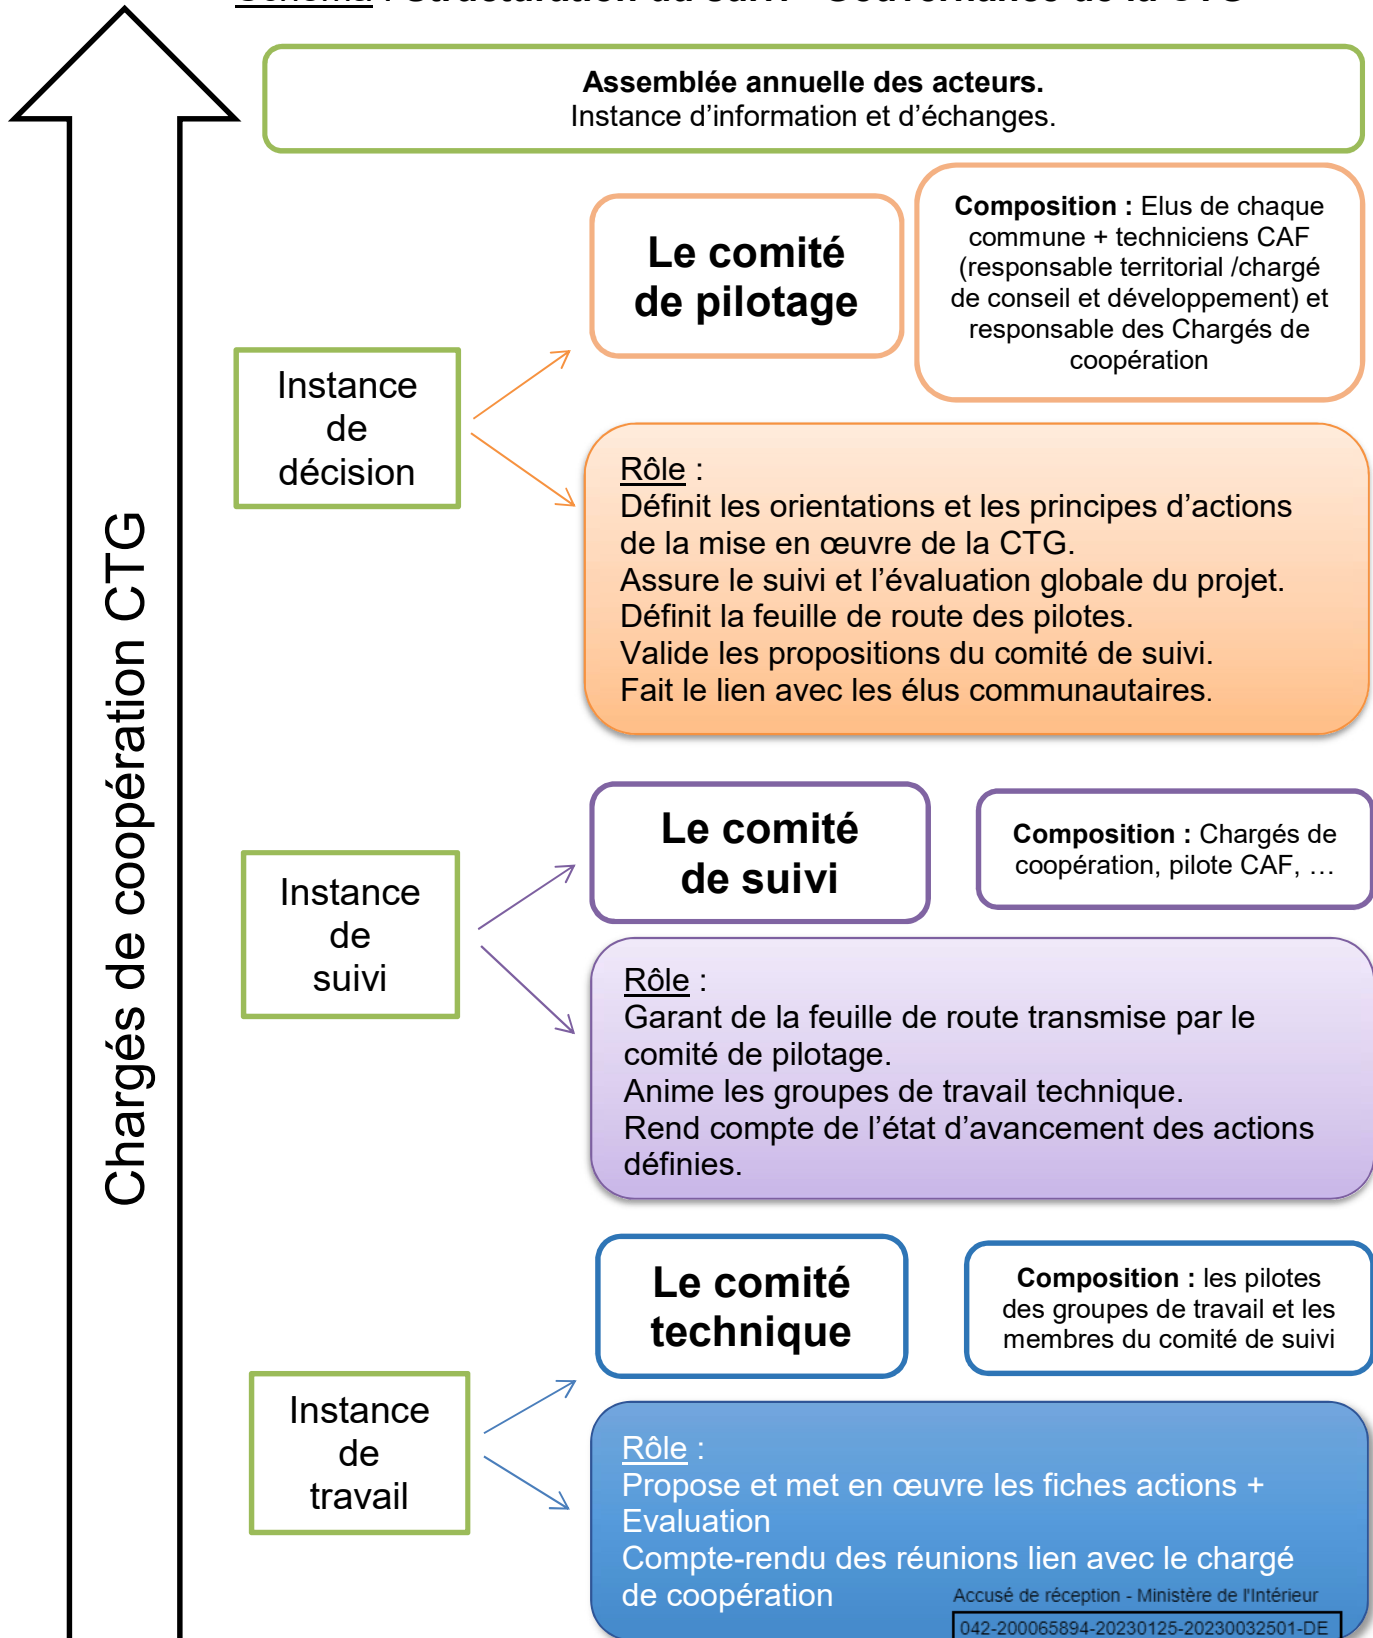 Schéma : Structuration du suivi - Gouvernance de la CTG
Assemblée annuelle des acteurs.
Instance d’information et d’échanges.
Chargés de coopération CTG
Instance
de
décision
Le comité
de pilotage
Composition : Elus de chaque
commune + techniciens CAF
(responsable territorial /chargé
de conseil et développement) et
responsable des Chargés de
coopération
Rôle :
Définit les orientations et les principes d’actions
de la mise en œuvre de la CTG.
Assure le suivi et l’évaluation globale du projet.
Définit la feuille de route des pilotes.
Valide les propositions du comité de suivi.
Fait le lien avec les élus communautaires.
Instance
de
suivi
Le comité
de suivi
Composition : Chargés de
coopération, pilote CAF, …
Rôle :
Garant de la feuille de route transmise par le
comité de pilotage.
Anime les groupes de travail technique.
Rend compte de l’état d’avancement des actions
définies.
Instance
de
travail
Le comité
technique
Composition : les pilotes
des groupes de travail et les
membres du comité de suivi
Rôle :
Propose et met en œuvre les fiches actions +
Evaluation
Compte-rendu des réunions lien avec le chargé
de coopération
Accusé de réception - Ministère de l'Intérieur
042-200065894-20230125-20230032501-DE